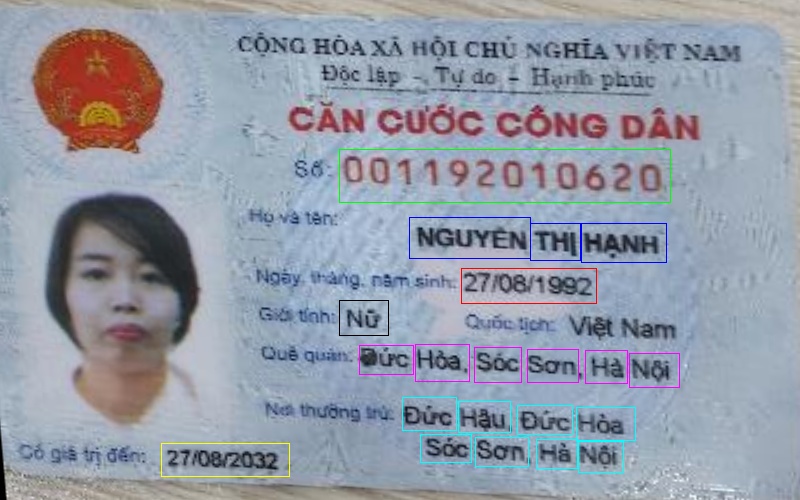 CỘNG HÒA XÃ HỘI CHỦ NGHĨA VIỆT NAM
Độc lập - Tự do - Hạnh phúc
CĂN CƯỚC CÔNG DÂN
Số: 001192010620
Họ và tên:
NGUYỄN THỊ HẠNH
Ngày, tháng, năm sinh: 27/08/1992
Giới tính: Nữ Quốc tịch: Việt Nam
Quê quán: Đức Hòa, Sóc Sơn, Hà Nội
Nơi thường trú: Đức Hậu, Đức Hòa
Sóc Sơn, Hà Nội
Có giá trị đến: 27/08/2032